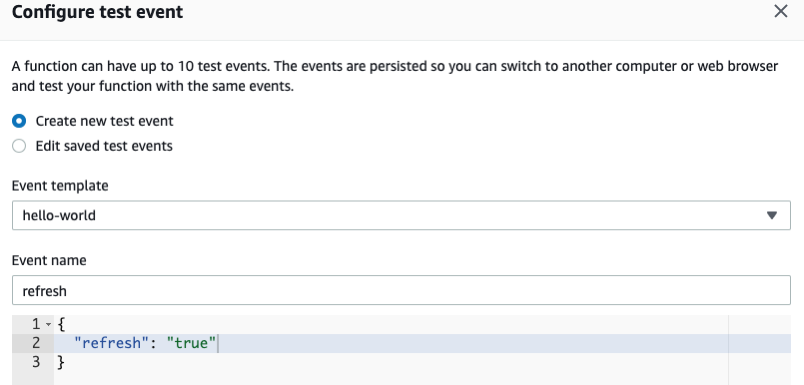 Configure test event
A function can have up to 10 test events. The events are persisted so you can switch to another computer or web browser
and test your function with the same events.
Create new test event
Edit saved test events
Event template
hello-world
Event name
refresh
1 {
2 "refresh": "true"
3 }